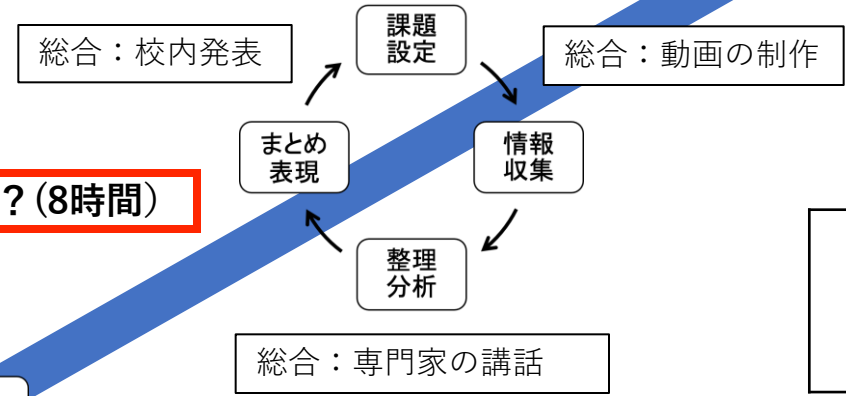 課題
設定
総合：校内発表
総合：動画の制作
まとめ
表現
情報
収集
？(8時間）
整理
分析
総合：専門家の講話